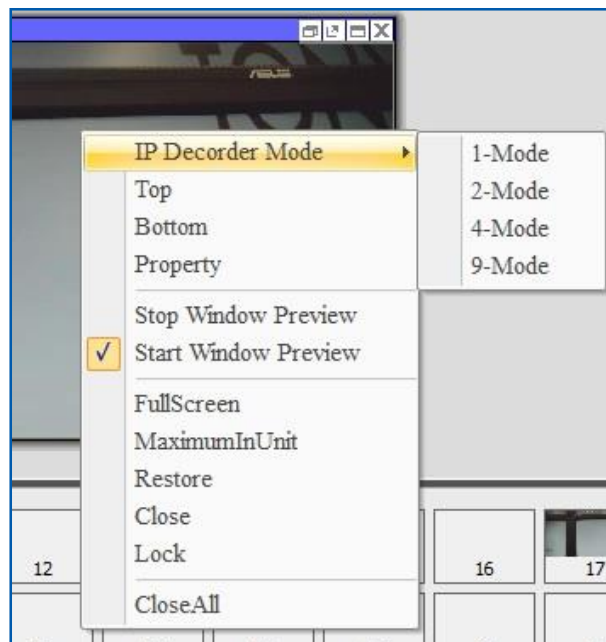 ASUS
IP Decorder Mode
1-Mode
Top
2-Mode
Bottom
4-Mode
Property
9-Mode
Stop Window Preview
Start Window Preview
FullScreen
MaximumInUnit
Restore
Close
Lock
CloseAll
12
16
17